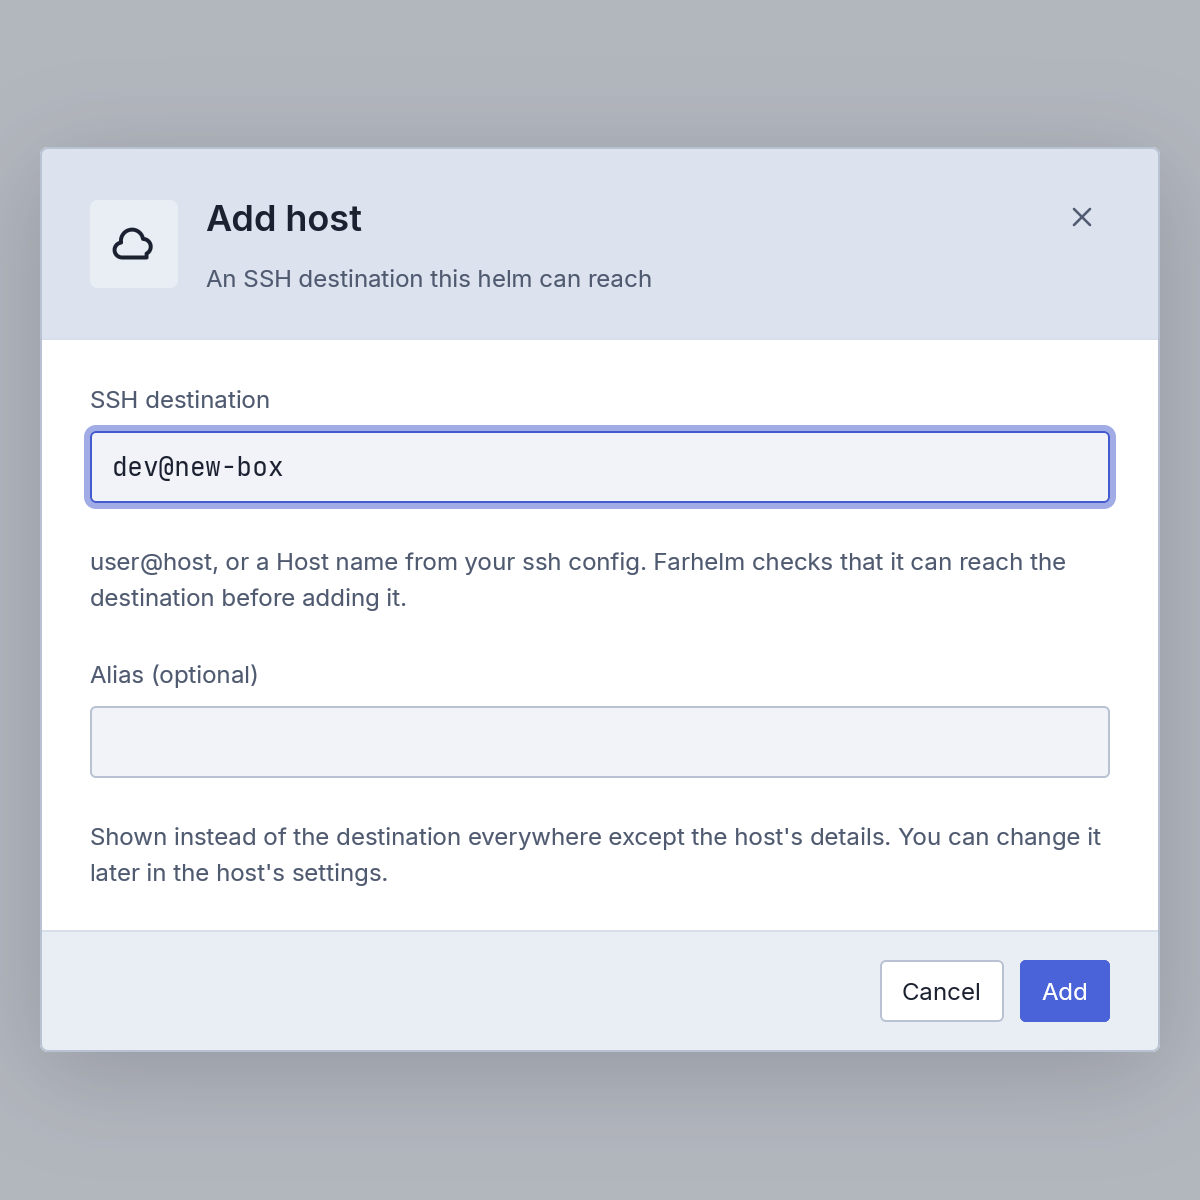 Add host
An SSH destination this helm can reach
SSH destination
dev@new-box
user@host, or a Host name from your ssh config. Farhelm checks that it can reach the
destination before adding it.
Alias (optional)
Shown instead of the destination everywhere except the host's details. You can change it
later in the host's settings.
Cancel
Add